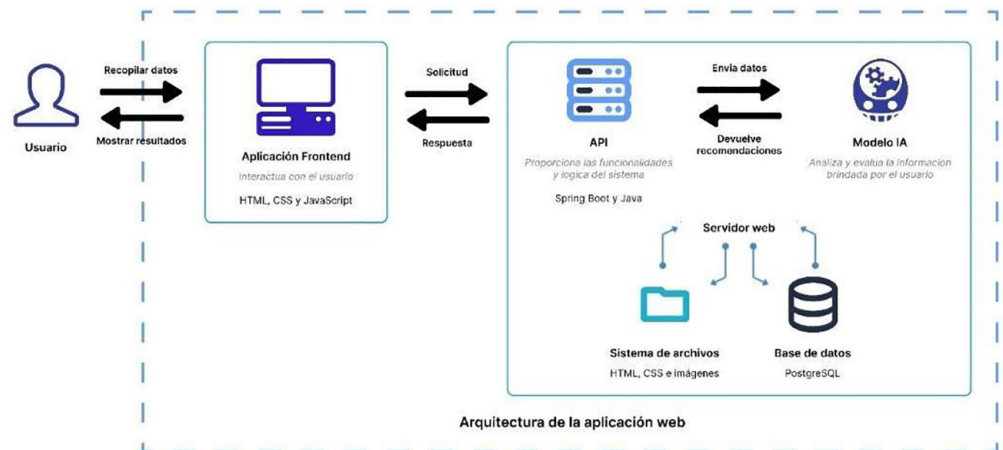 Recopilar datos
Mostrar resultados
Usuario
Aplicación Frontend
Interactua con el usuario
HTML, CSS y JavaScript
Solicitud
Respuesta
API
Proporciona las funcionalidades
y logica del sistema
Spring Boot y Java
Envia datos
Devuelve
recomendaciones
Modelo IA
Analiza y evalua la informacion
brindada por el usuario
Servidor web
Sistema de archivos
HTML, CSS e imágenes
Base de datos
PostgreSQL
Arquitectura de la aplicación web